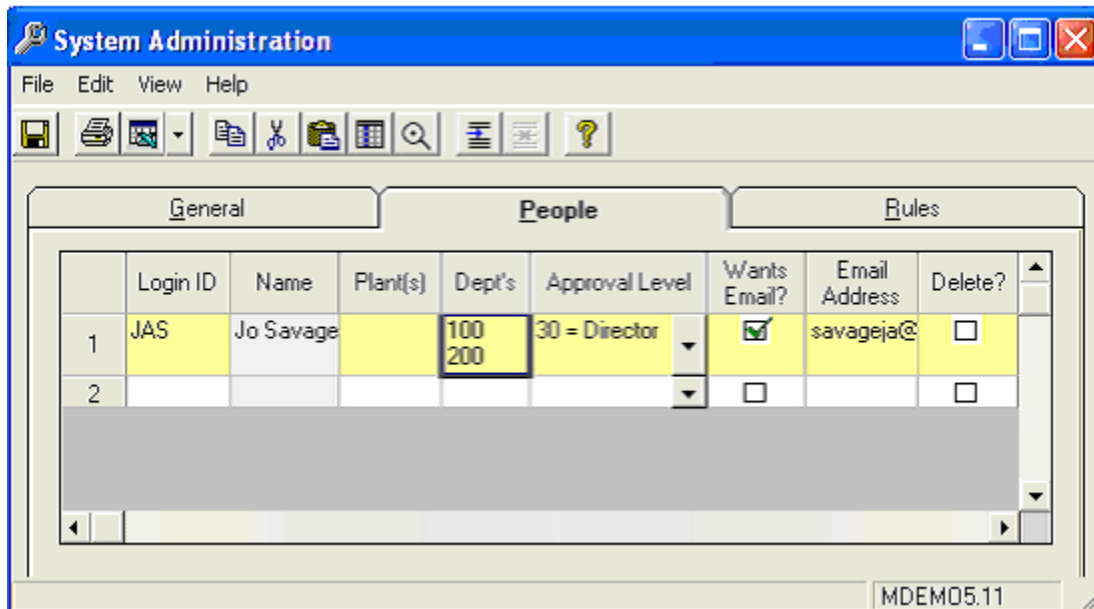 System Administration
File Edit View Help
General People Rules
Login ID Name Plant(s) Dept's Approval Level Wants Email? Email Address Delete?
1 JAS Jo Savage 100 30 = Director savageja@
200
2
MDEMO5.11